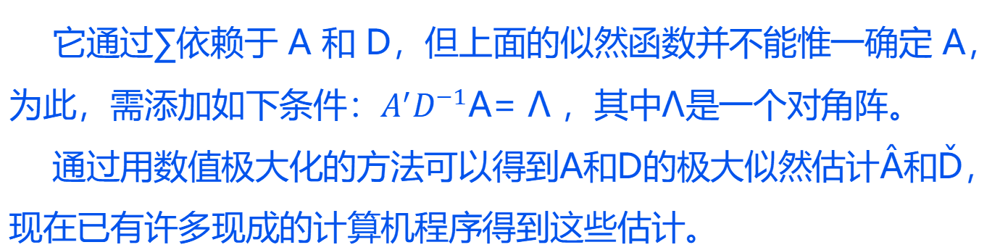 它通过∑依赖于 A 和 D，但上面的似然函数并不能惟一确定 A，
为此，需添加如下条件：𝐴′𝐷⁻¹A= Λ ，其中Λ是一个对角阵。
通过用数值极大化的方法可以得到A和D的极大似然估计Â和Ď，
现在已有许多现成的计算机程序得到这些估计。